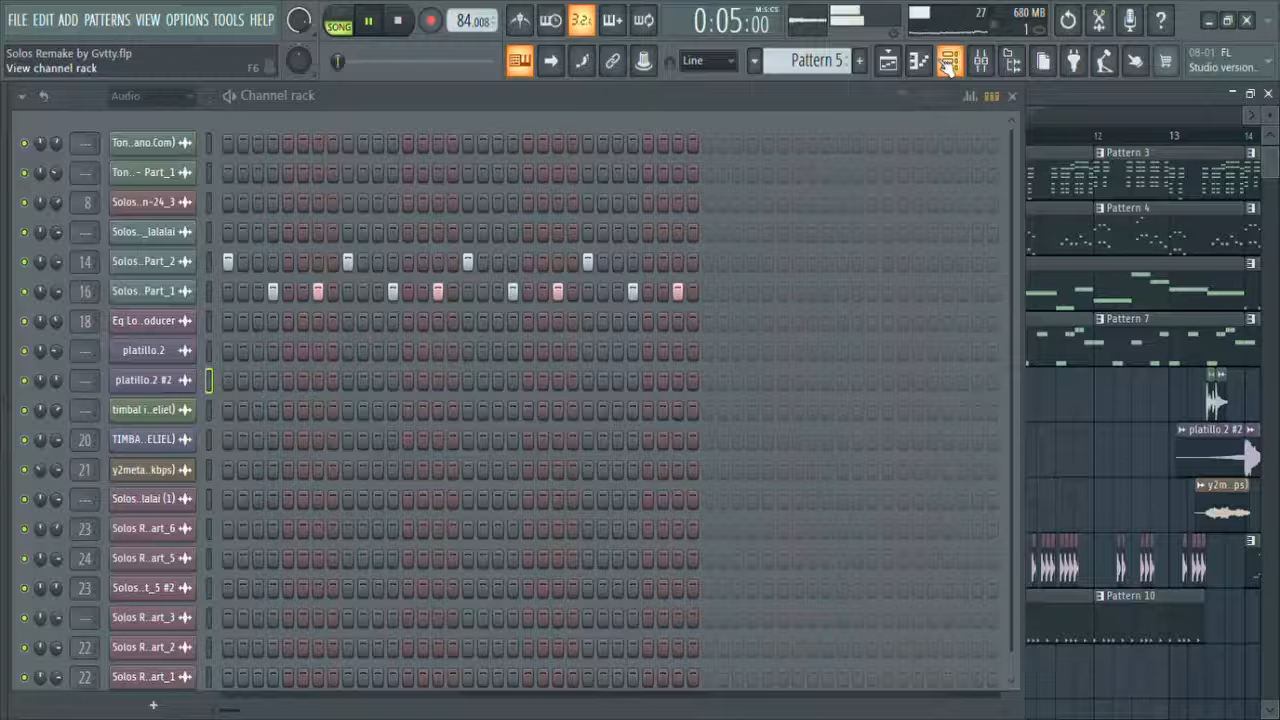 FILE EDIT ADD PATTERNS VIEW OPTIONS TOOLS HELP
SONG
84.008
3.2.
0:05:00
M:S:CS
27
680 MB
1
Solos Remake by Gvtty.flp
View channel rack
F6
Line
Pattern 5
08-01 FL
Studio version..
Audio
Channel rack
12
13
14
Ton..ano.Com)
Ton..- Part_1
8 Solos..n-24_3
Solos.._lalalai
14 Solos..Part_2
16 Solos..Part_1
18 Eq Lo..oducer
platillo.2
platillo.2 #2
timbal i..eliel)
20 TIMBA..ELIEL)
21 y2meta..kbps)
Solos..lalai (1)
23 Solos R..art_6
24 Solos R..art_5
23 Solos..t_5 #2
Solos R..art_3
22 Solos R..art_2
22 Solos R..art_1
Pattern 3
Pattern 4
Pattern 7
platillo.2 #2
y2m..ps)
Pattern 10